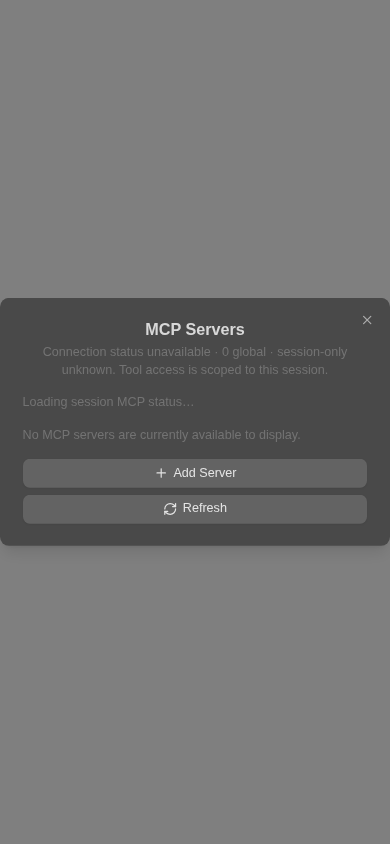 MCP Servers
Connection status unavailable · 0 global · session-only
unknown. Tool access is scoped to this session.
Loading session MCP status…
No MCP servers are currently available to display.
Add Server
Refresh